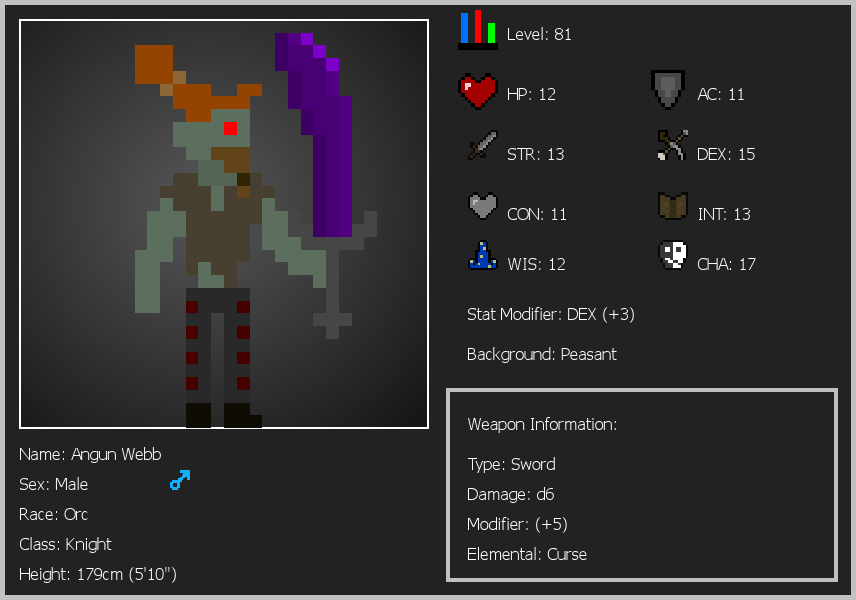 Level: 81
HP: 12
AC: 11
STR: 13
DEX: 15
CON: 11
INT: 13
WIS: 12
CHA: 17
Stat Modifier: DEX (+3)
Background: Peasant
Weapon Information:
Type: Sword
Damage: d6
Modifier: (+5)
Elemental: Curse
Name: Angun Webb
Sex: Male
Race: Orc
Class: Knight
Height: 179cm (5'10")